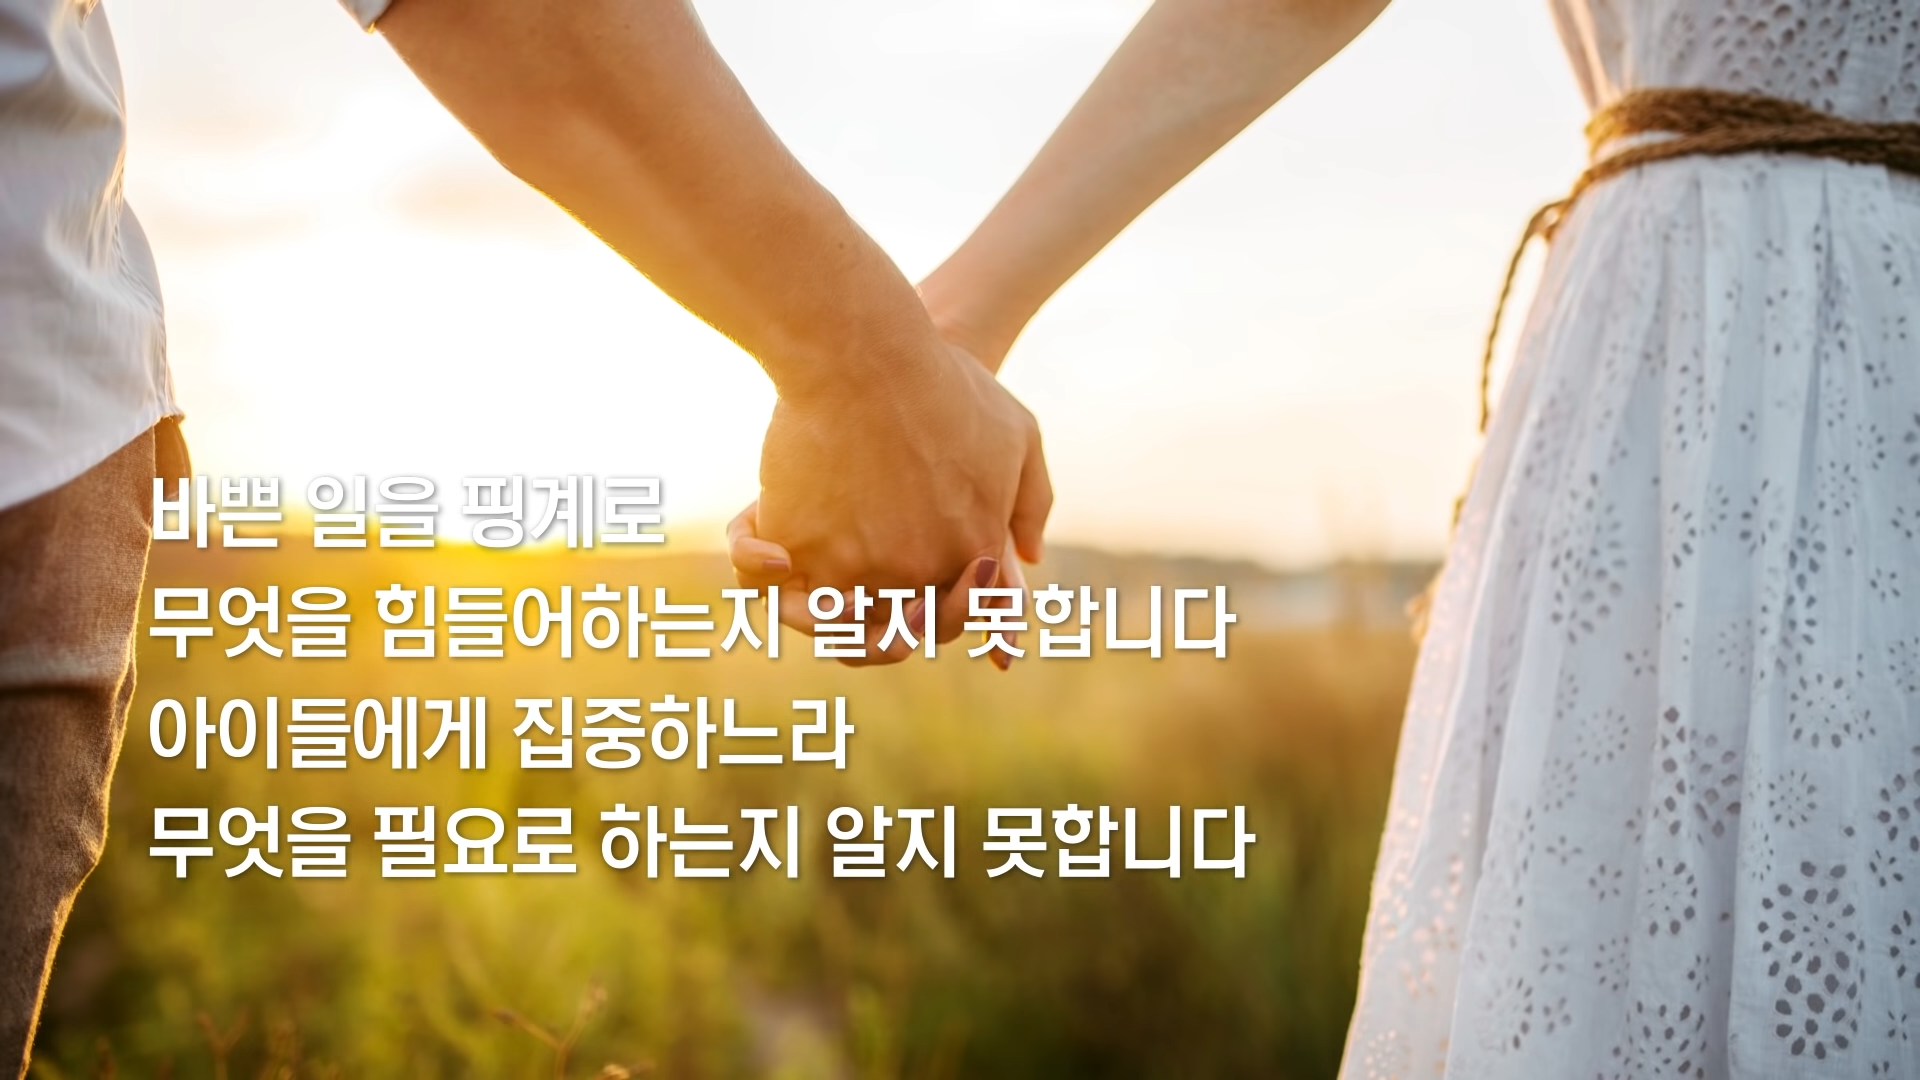 바쁜 일을 핑계로
무엇을 힘들어하는지 알지 못합니다
아이들에게 집중하느라
무엇을 필요로 하는지 알지 못합니다